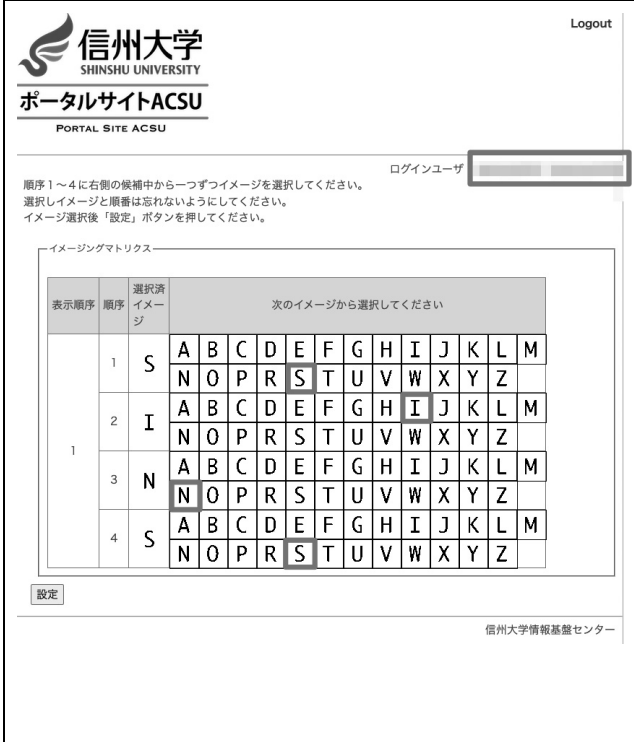 Logout
信州大学
SHINSHU UNIVERSITY
ポータルサイトACSU
PORTAL SITE ACSU
ログインユーザ
順序1～4に右側の候補中から一つずつイメージを選択してください。
選択しイメージと順番は忘れないようにしてください。
イメージ選択後「設定」ボタンを押してください。
イメージングマトリクス
表示順序 順序 選択済イメージ 次のイメージから選択してください
1
1 S
A B C D E F G H I J K L M
N O P R S T U V W X Y Z
2 I
A B C D E F G H I J K L M
N O P R S T U V W X Y Z
3 N
A B C D E F G H I J K L M
N O P R S T U V W X Y Z
4 S
A B C D E F G H I J K L M
N O P R S T U V W X Y Z
設定
信州大学情報基盤センター